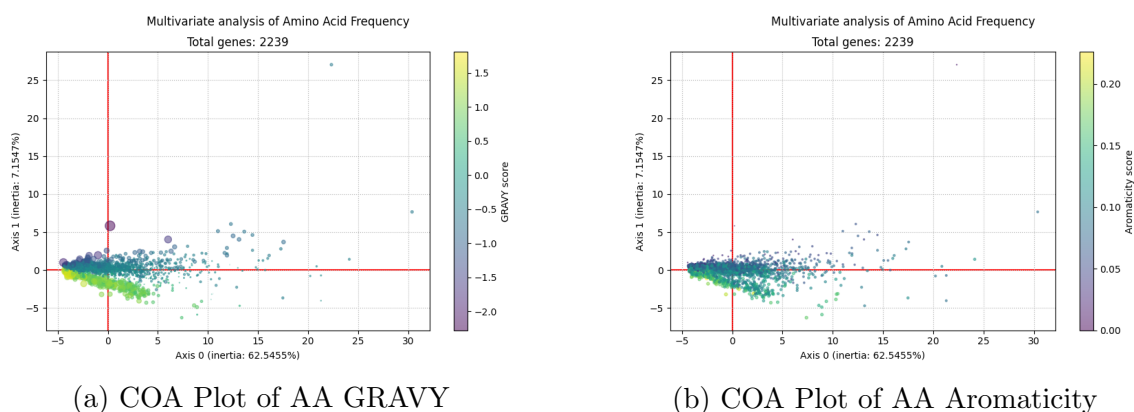 Multivariate analysis of Amino Acid Frequency
Total genes: 2239
25
20
15
10
5
0
−5
Axis 1 (inertia: 7.1547%)
−5 0 5 10 15 20 25 30
Axis 0 (inertia: 62.5455%)
1.5
1.0
0.5
0.0
−0.5
−1.0
−1.5
−2.0
GRAVY score
(a) COA Plot of AA GRAVY
Multivariate analysis of Amino Acid Frequency
Total genes: 2239
25
20
15
10
5
0
−5
Axis 1 (inertia: 7.1547%)
−5 0 5 10 15 20 25 30
Axis 0 (inertia: 62.5455%)
0.20
0.15
0.10
0.05
0.00
Aromaticity score
(b) COA Plot of AA Aromaticity